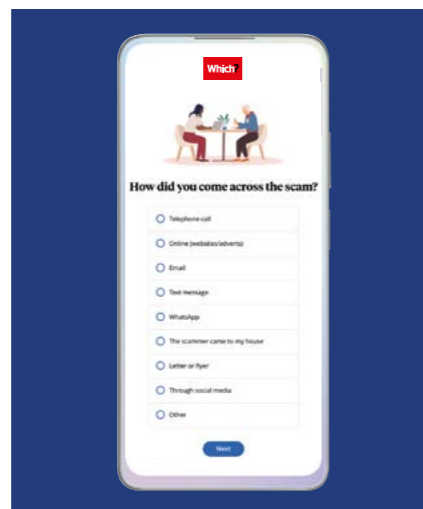 Which?
How did you come across the scam?
Telephone call
Online (websites/adverts)
Email
Text message
WhatsApp
The scammer came to my house
Letter or flyer
Through social media
Other
Next